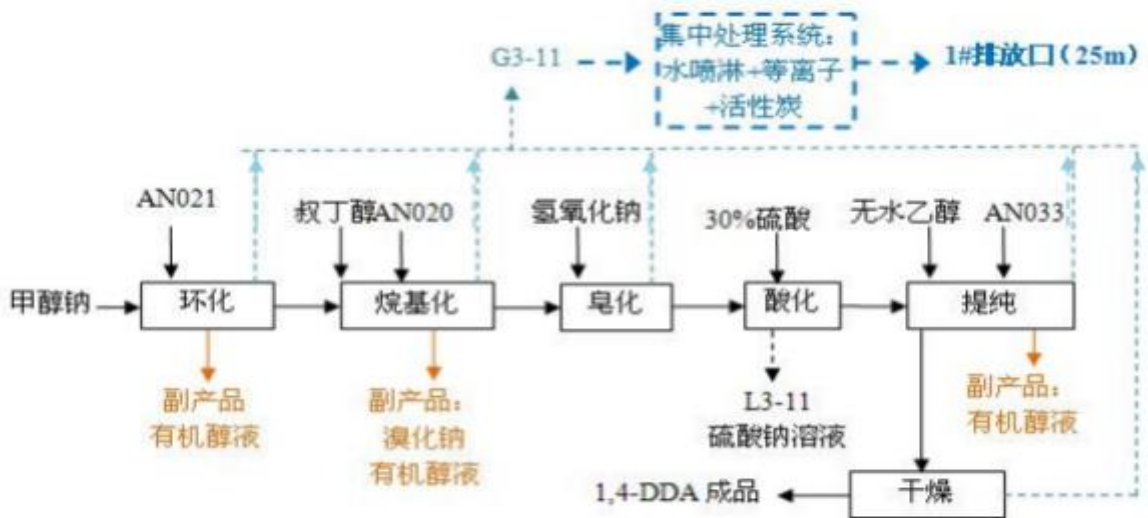 G3-11
集中处理系统：
水喷淋+等离子
+活性炭
1#排放口（25m）
AN021
叔丁醇AN020
氢氧化钠
30%硫酸
无水乙醇
AN033
甲醇钠
环化
烷基化
皂化
酸化
提纯
副产品
有机醇液
副产品：
溴化钠
有机醇液
L3-11
硫酸钠溶液
副产品：
有机醇液
1,4-DDA 成品
干燥